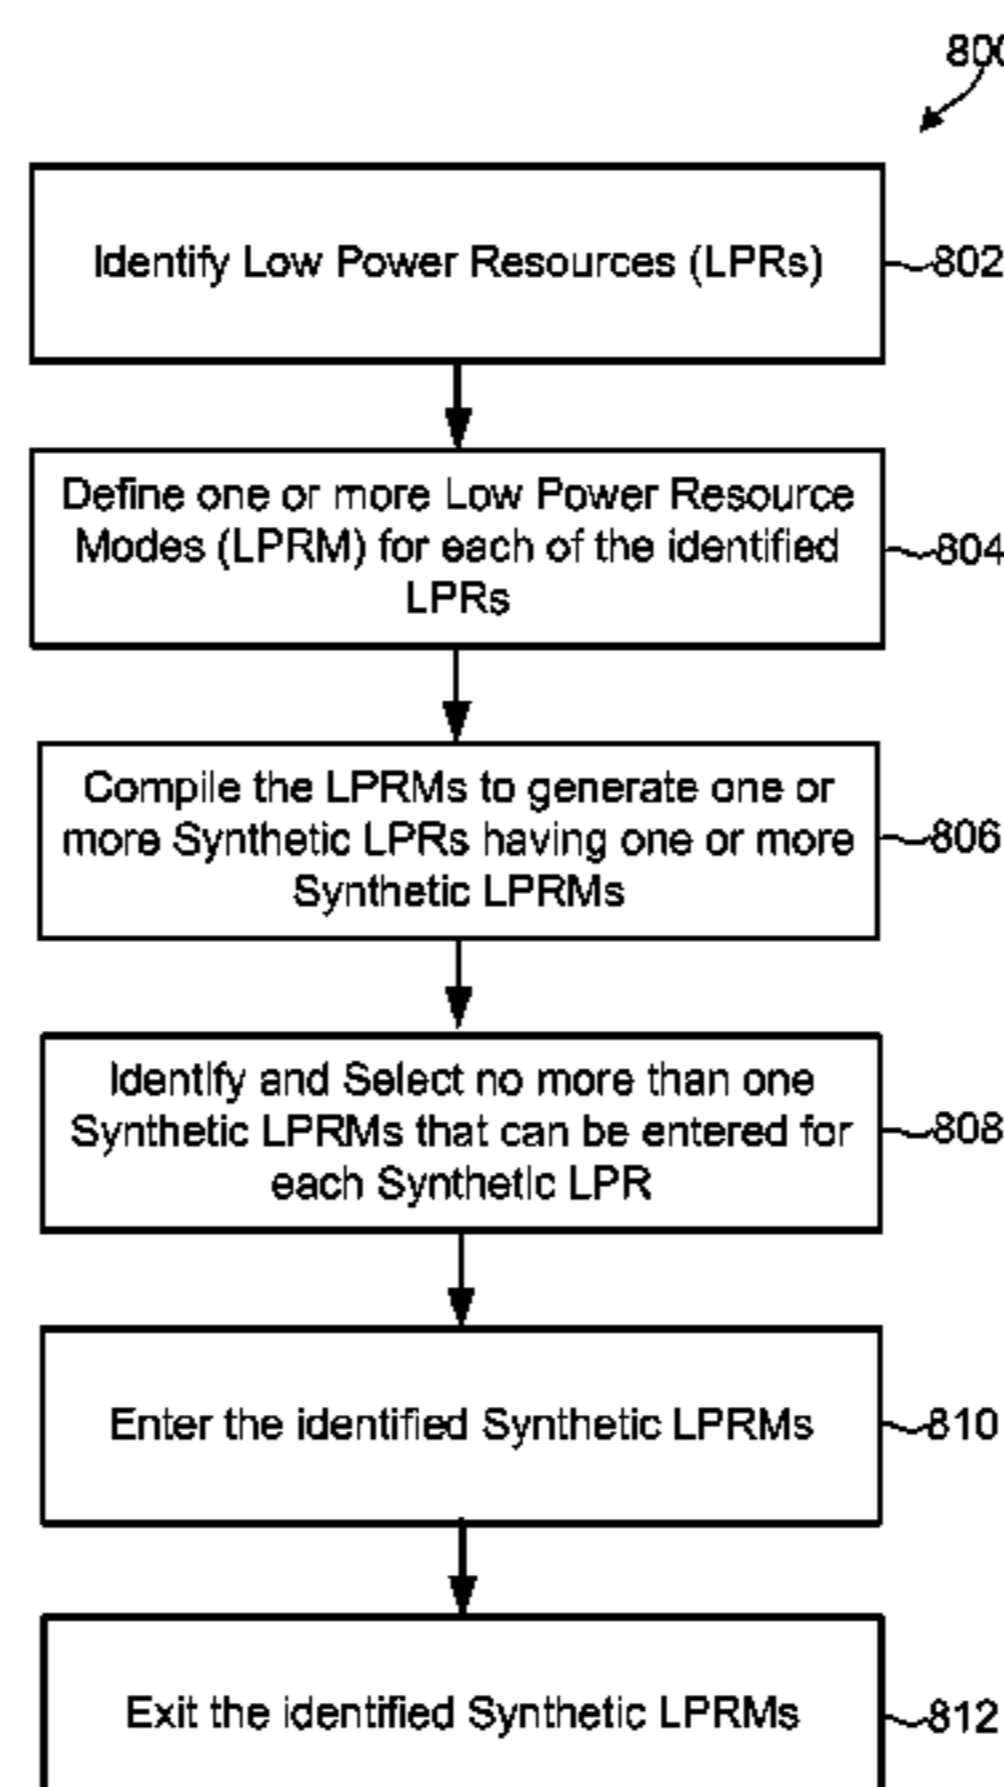 800
Identify Low Power Resources (LPRs)
802
Define one or more Low Power Resource
Modes (LPRM) for each of the identified
LPRs
804
Compile the LPRMs to generate one or
more Synthetic LPRs having one or more
Synthetic LPRMs
806
Identify and Select no more than one
Synthetic LPRMs that can be entered for
each Synthetic LPR
808
Enter the identified Synthetic LPRMs
810
Exit the identified Synthetic LPRMs
812